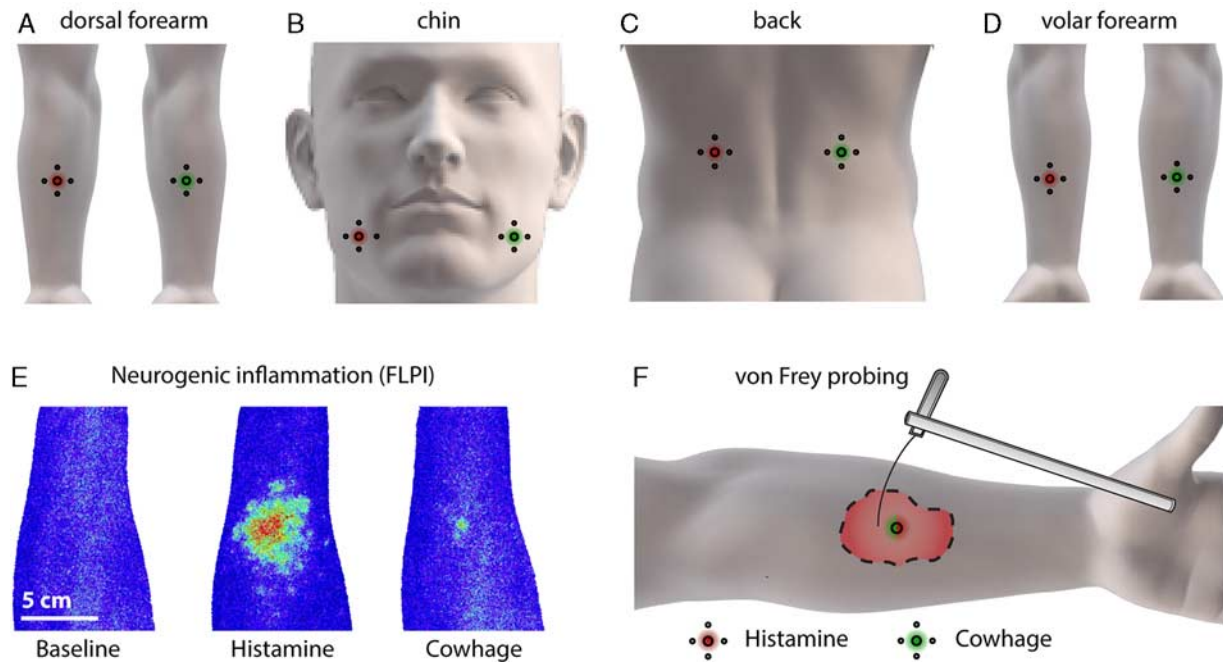 A dorsal forearm
B chin
C back
D volar forearm
E Neurogenic inflammation (FLPI)
5 cm
Baseline
Histamine
Cowhage
F von Frey probing
Histamine
Cowhage